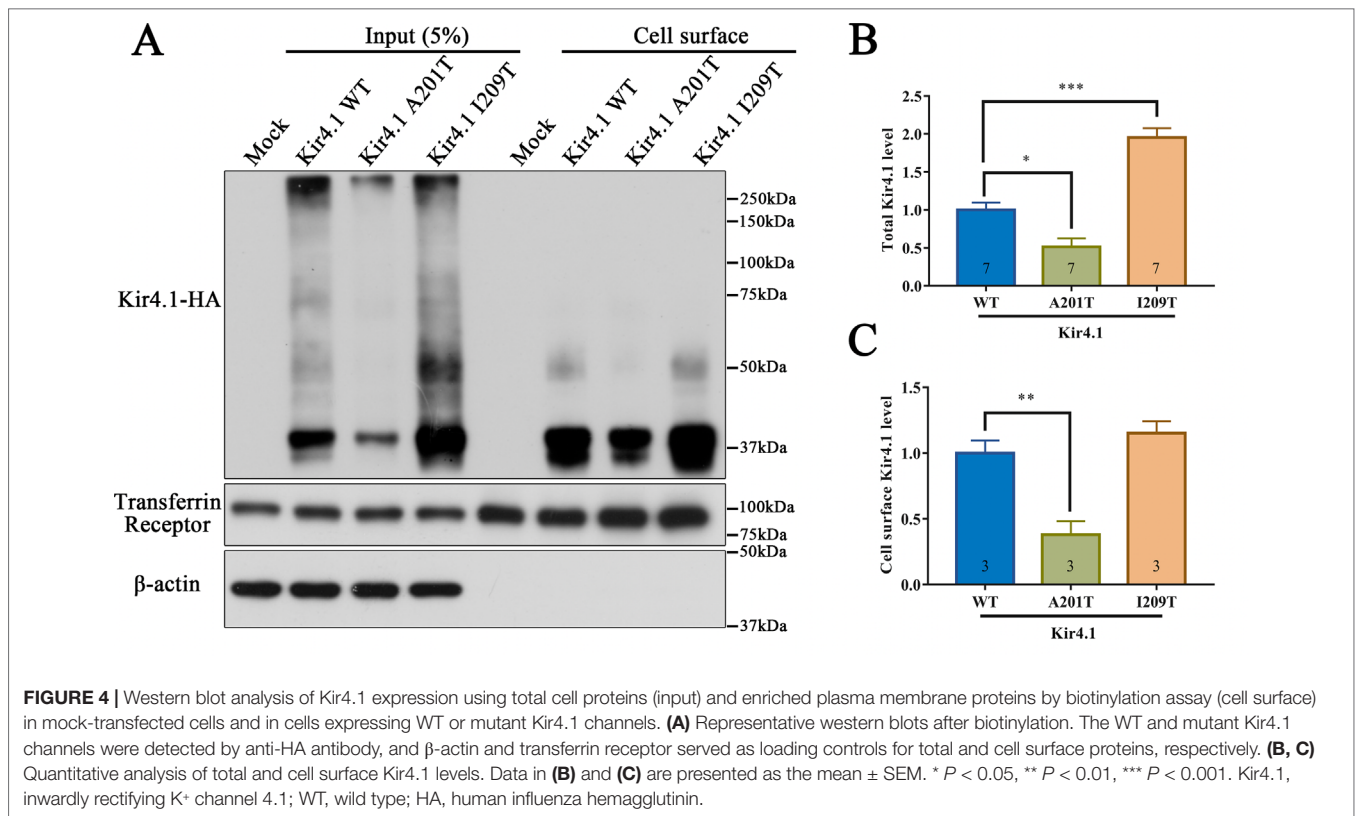 A
Input (5%)
Cell surface
Mock
Kir4.1 WT
Kir4.1 A201T
Kir4.1 I209T
Mock
Kir4.1 WT
Kir4.1 A201T
Kir4.1 I209T
Kir4.1-HA
250kDa
150kDa
100kDa
75kDa
50kDa
37kDa
Transferrin
Receptor
100kDa
75kDa
β-actin
50kDa
37kDa
B
Total Kir4.1 level
2.5
2.0
1.5
1.0
0.5
0.0
***
*
7
7
7
WT
A201T
I209T
Kir4.1
C
Cell surface Kir4.1 level
1.5
1.0
0.5
0.0
**
3
3
3
WT
A201T
I209T
Kir4.1
FIGURE 4 | Western blot analysis of Kir4.1 expression using total cell proteins (input) and enriched plasma membrane proteins by biotinylation assay (cell surface)
in mock-transfected cells and in cells expressing WT or mutant Kir4.1 channels. (A) Representative western blots after biotinylation. The WT and mutant Kir4.1
channels were detected by anti-HA antibody, and β-actin and transferrin receptor served as loading controls for total and cell surface proteins, respectively. (B, C)
Quantitative analysis of total and cell surface Kir4.1 levels. Data in (B) and (C) are presented as the mean ± SEM. * P < 0.05, ** P < 0.01, *** P < 0.001. Kir4.1,
inwardly rectifying K⁺ channel 4.1; WT, wild type; HA, human influenza hemagglutinin.